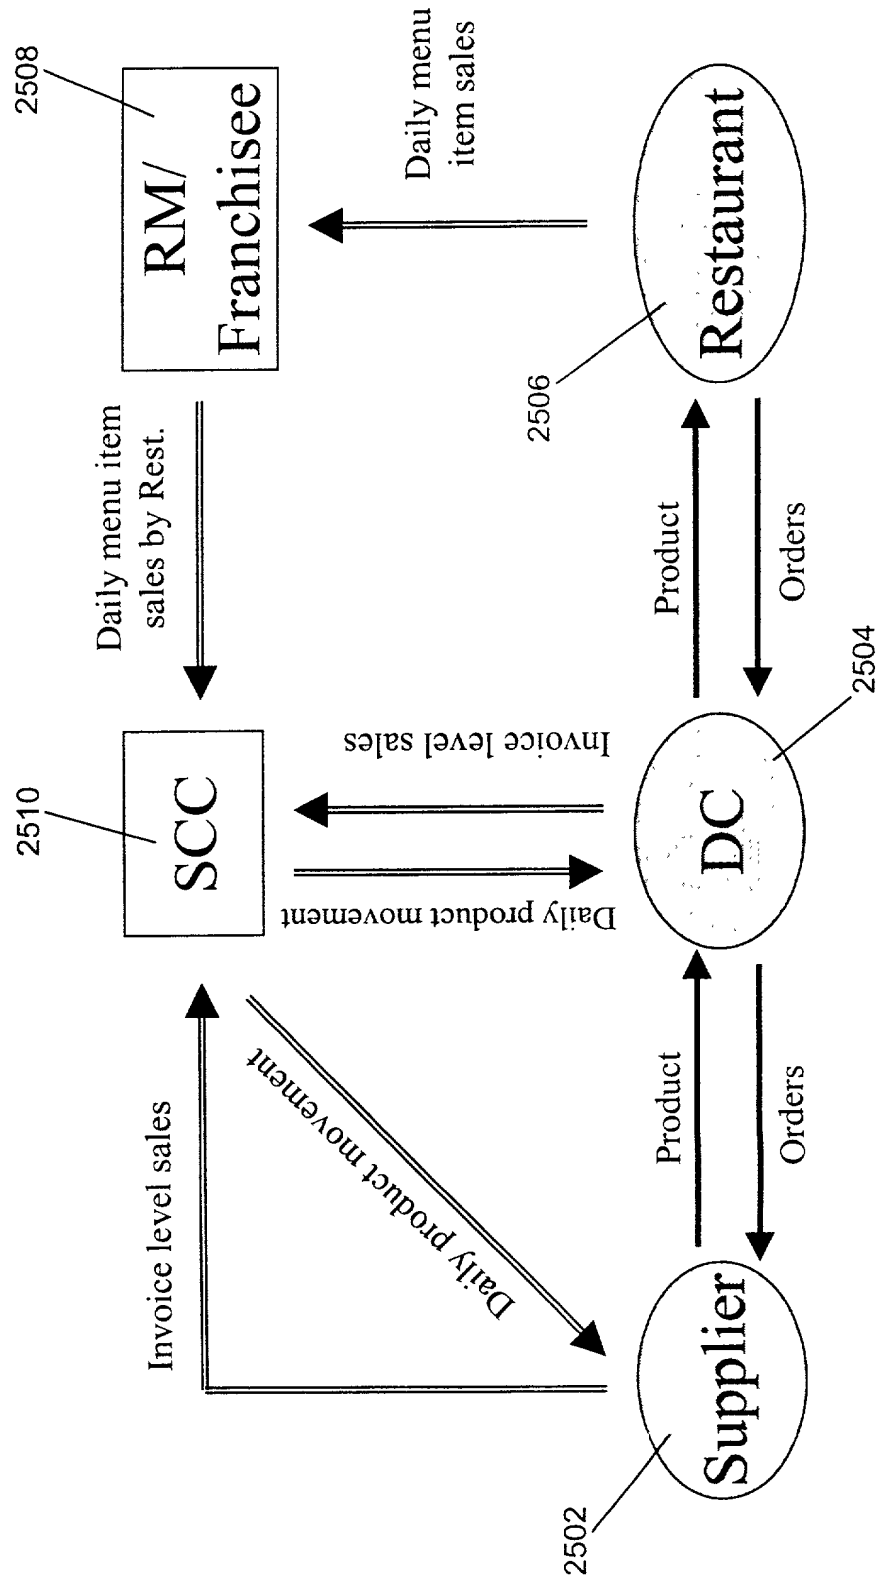 2510
2508
SCC
RM/
Franchisee
Invoice level sales
Daily menu item
sales by Rest.
Daily product movement
Daily product movement
Invoice level sales
Daily menu
item sales
2502
2506
Supplier
Product
Orders
DC
Product
Orders
Restaurant
2504